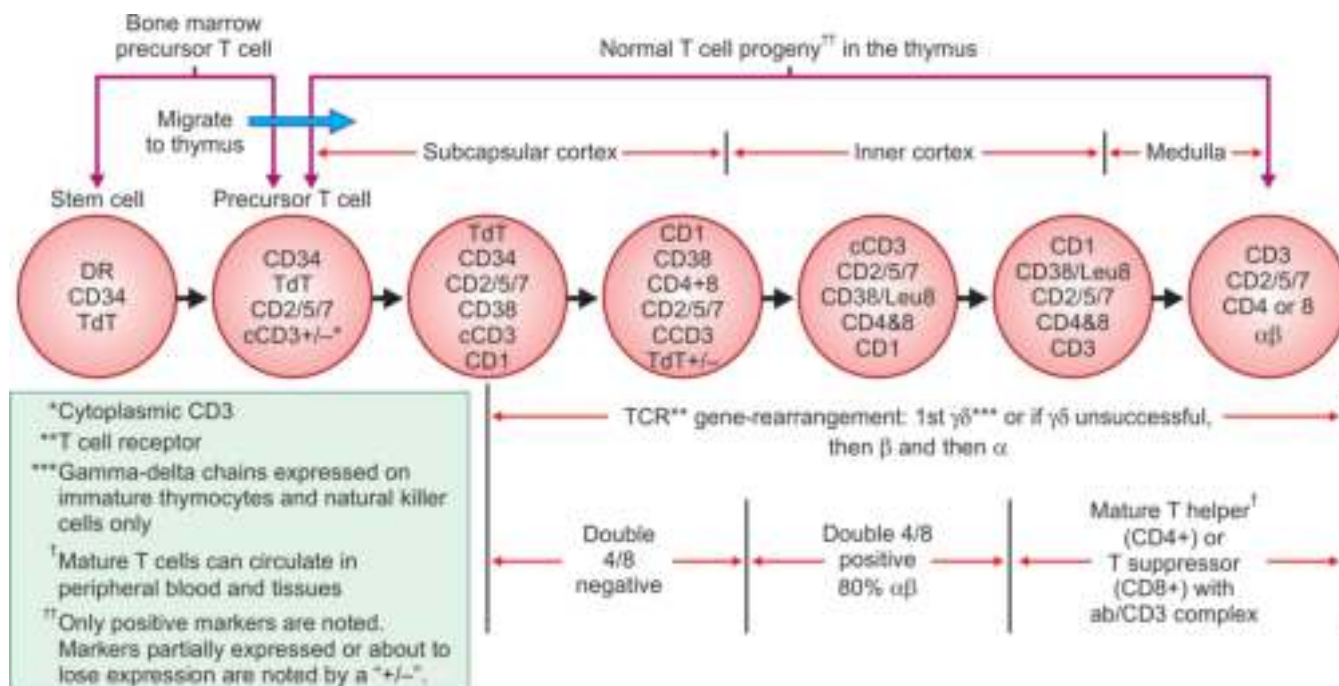 Bone marrow
precursor T cell
Normal T cell progeny†† in the thymus
Migrate
to thymus
Subcapsular cortex
Inner cortex
Medulla
Stem cell
Precursor T cell
DR
CD34
TdT
CD34
TdT
CD2/5/7
cCD3+/–*
TdT
CD34
CD2/5/7
CD38
cCD3
CD1
CD1
CD38
CD4+8
CD2/5/7
CCD3
TdT+/–
cCD3
CD2/5/7
CD38/Leu8
CD4&8
CD1
CD1
CD38/Leu8
CD2/5/7
CD4&8
CD3
CD3
CD2/5/7
CD4 or 8
αβ
*Cytoplasmic CD3
**T cell receptor
***Gamma-delta chains expressed on
immature thymocytes and natural killer
cells only
†Mature T cells can circulate in
peripheral blood and tissues
††Only positive markers are noted.
Markers partially expressed or about to
lose expression are noted by a "+/–".
TCR** gene-rearrangement: 1st γδ*** or if γδ unsuccessful,
then β and then α
Double
4/8
negative
Double 4/8
positive
80% αβ
Mature T helper†
(CD4+) or
T suppressor
(CD8+) with
ab/CD3 complex